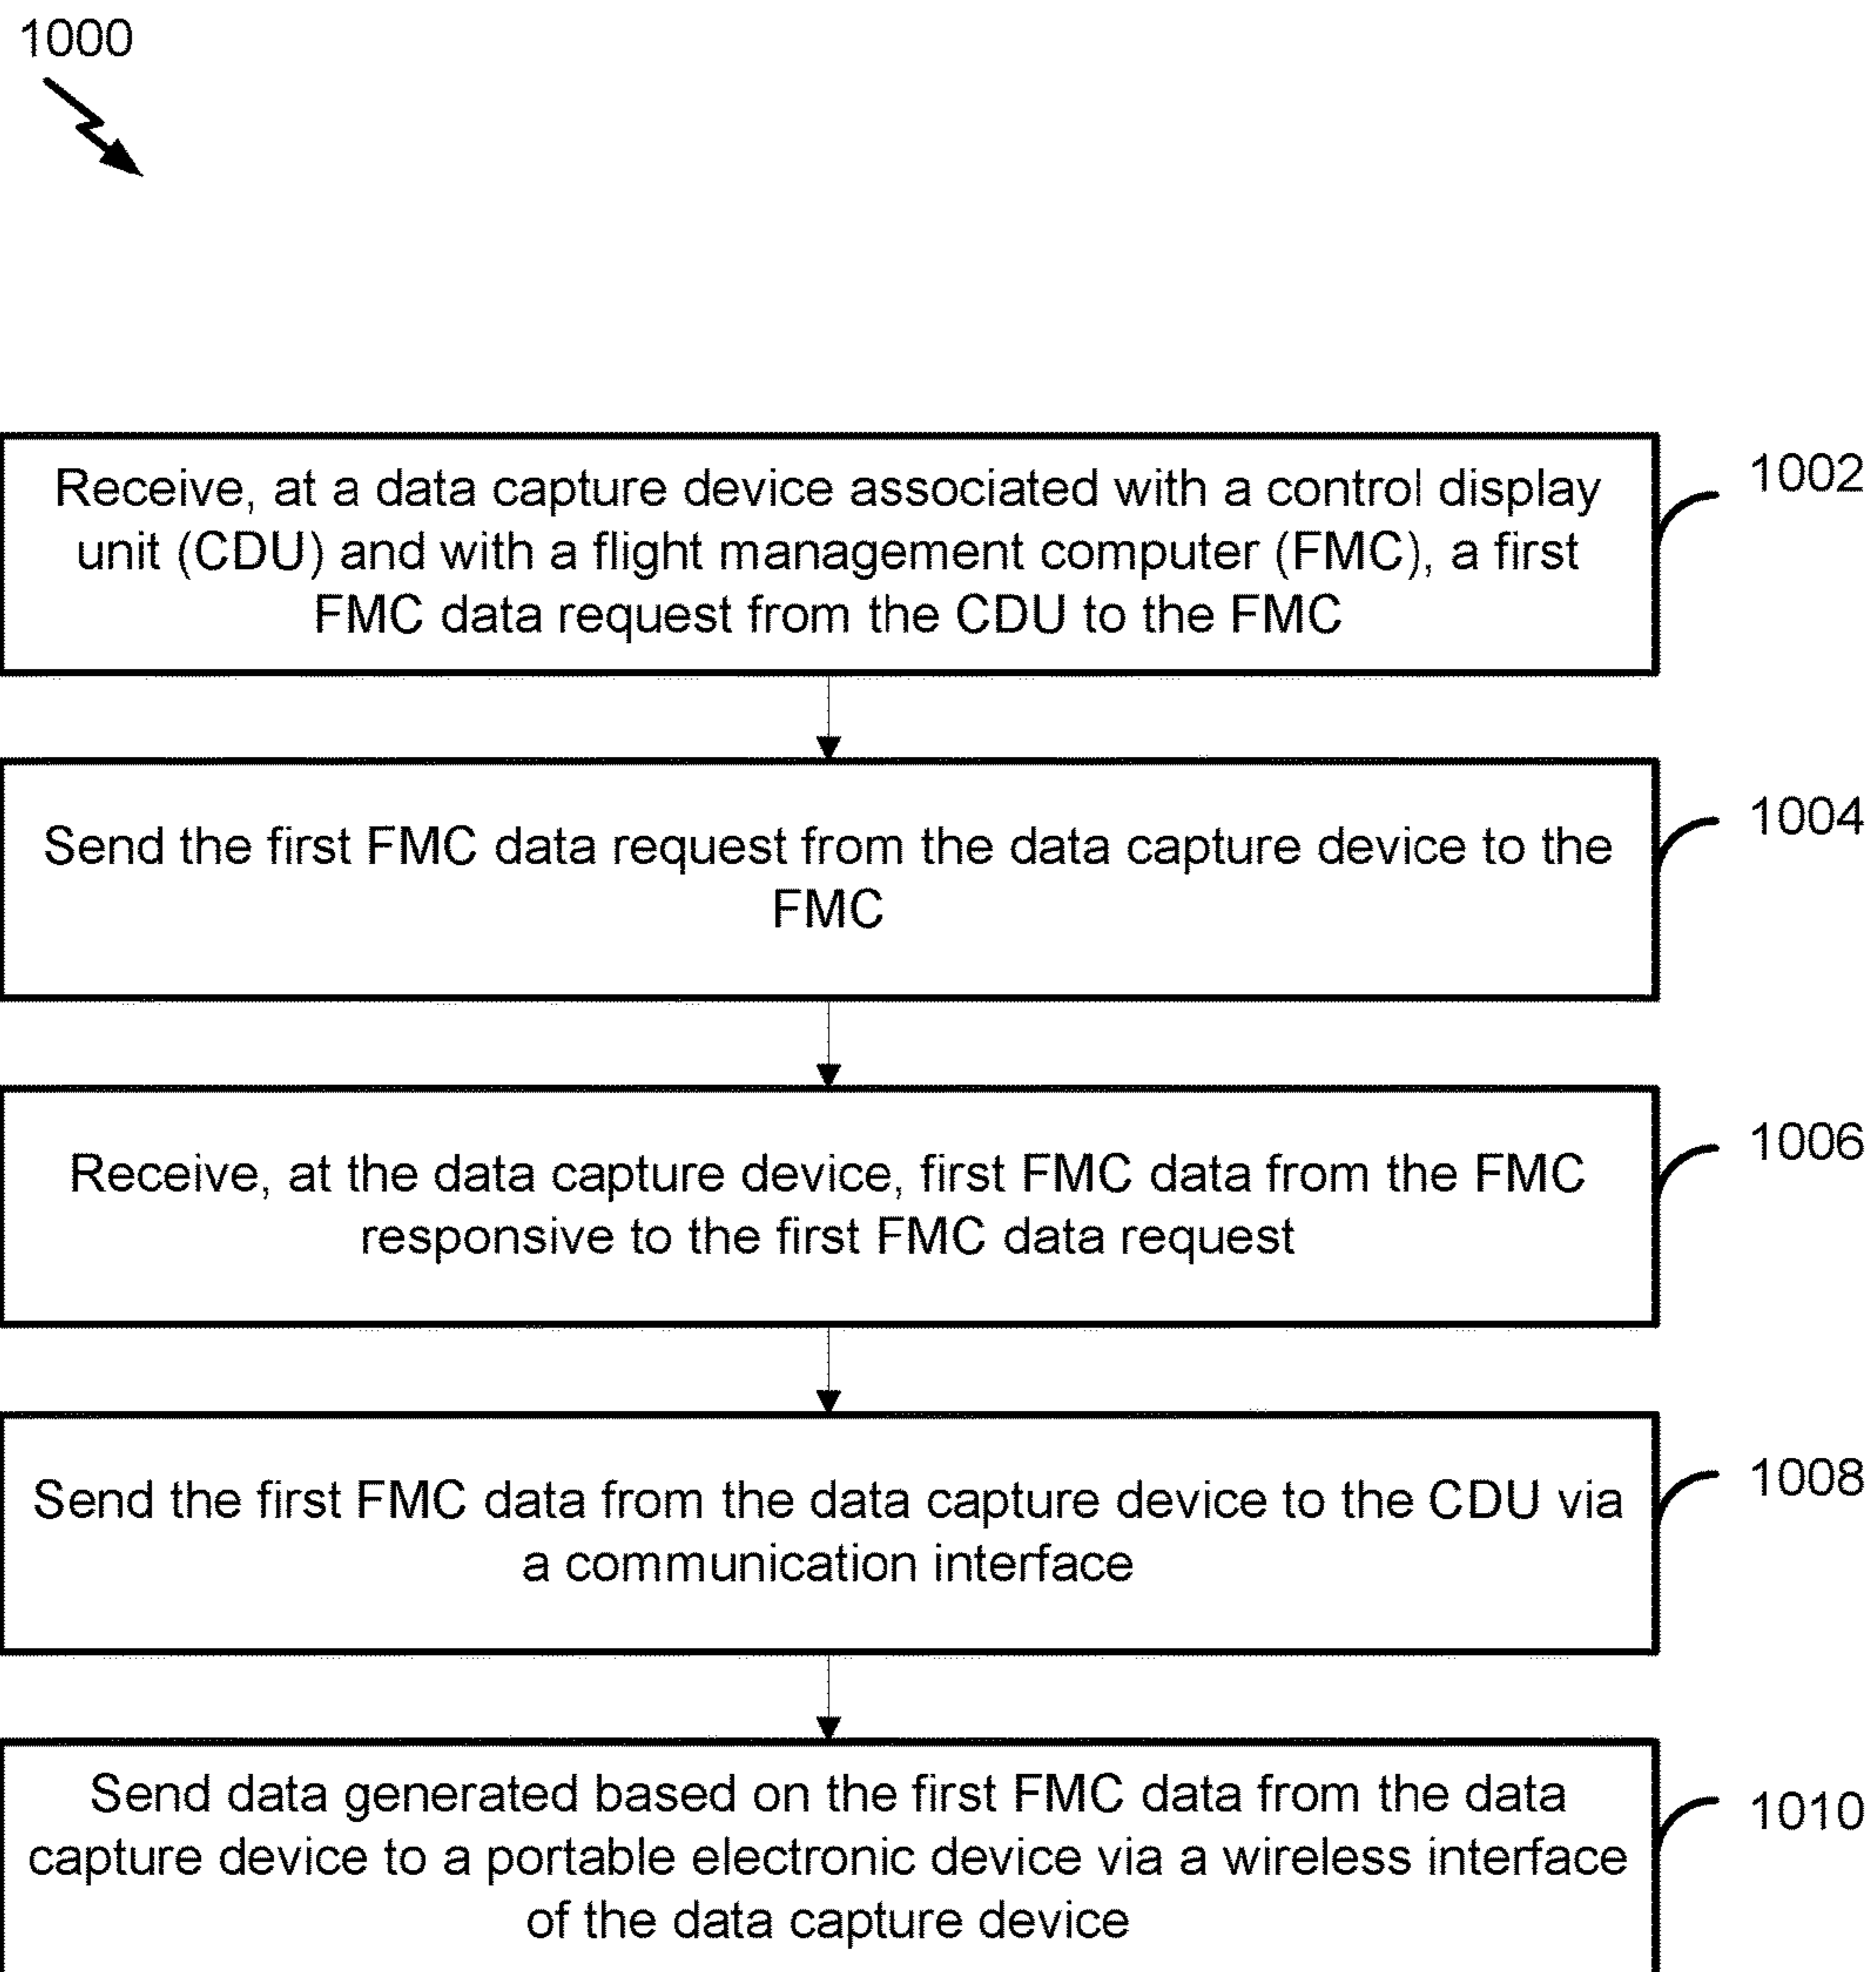 1000
Receive, at a data capture device associated with a control display
unit (CDU) and with a flight management computer (FMC), a first
FMC data request from the CDU to the FMC
1002
Send the first FMC data request from the data capture device to the
FMC
1004
Receive, at the data capture device, first FMC data from the FMC
responsive to the first FMC data request
1006
Send the first FMC data from the data capture device to the CDU via
a communication interface
1008
Send data generated based on the first FMC data from the data
capture device to a portable electronic device via a wireless interface
of the data capture device
1010